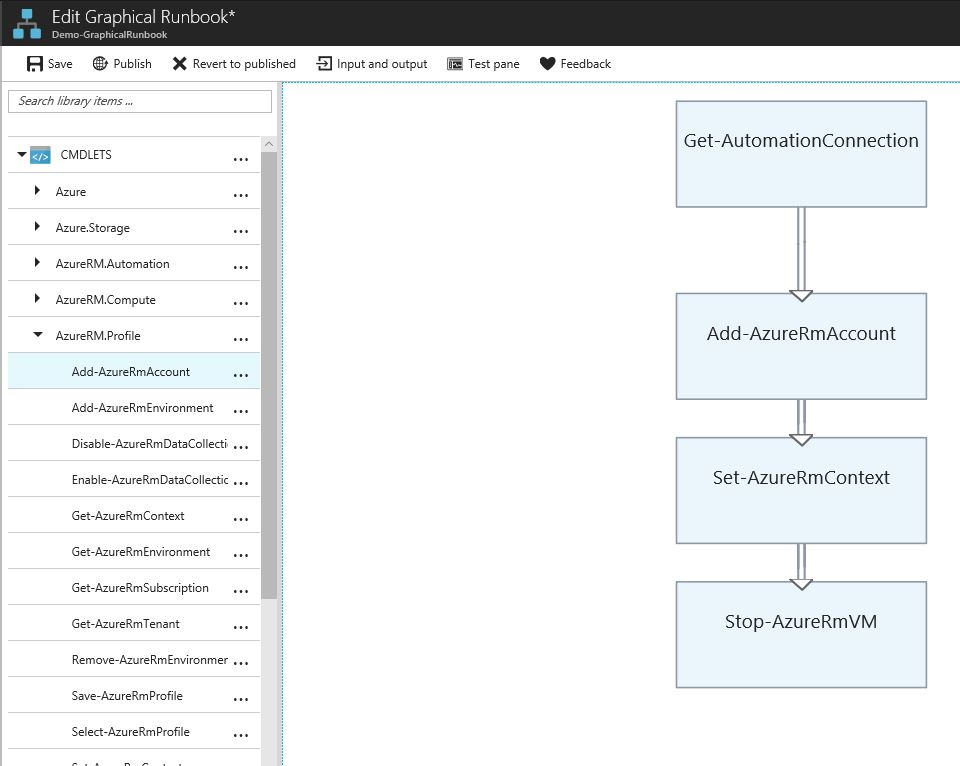 Edit Graphical Runbook*
Demo-GraphicalRunbook
Save Publish Revert to published Input and output Test pane Feedback
Search library items ...
CMDLETS ...
Azure ...
Azure.Storage ...
AzureRM.Automation ...
AzureRM.Compute ...
AzureRM.Profile ...
Add-AzureRmAccount ...
Add-AzureRmEnvironment ...
Disable-AzureRmDataCollecti ...
Enable-AzureRmDataCollectic ...
Get-AzureRmContext ...
Get-AzureRmEnvironment ...
Get-AzureRmSubscription ...
Get-AzureRmTenant ...
Remove-AzureRmEnvironmer ...
Save-AzureRmProfile ...
Select-AzureRmProfile ...
Get-AutomationConnection
Add-AzureRmAccount
Set-AzureRmContext
Stop-AzureRmVM